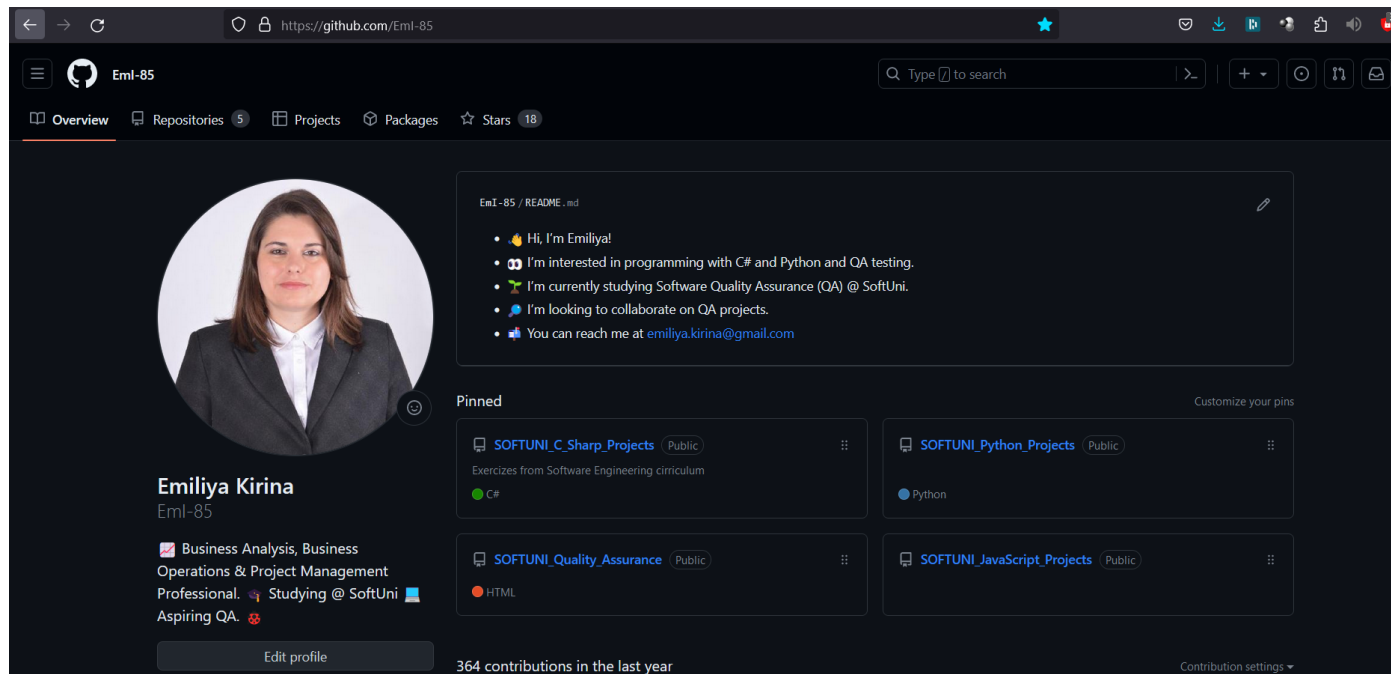 https://github.com/EmI-85
EmI-85
Type / to search
Overview
Repositories 5
Projects
Packages
Stars 18
EmI-85 / README.md
👋 Hi, I'm Emiliya!
👀 I'm interested in programming with C# and Python and QA testing.
🌱 I'm currently studying Software Quality Assurance (QA) @ SoftUni.
🔎 I'm looking to collaborate on QA projects.
📫 You can reach me at emiliya.kirina@gmail.com
Emiliya Kirina
EmI-85
📈 Business Analysis, Business
Operations & Project Management
Professional. 🎓 Studying @ SoftUni 💻
Aspiring QA. 🐞
Edit profile
Pinned
Customize your pins
SOFTUNI_C_Sharp_Projects Public
Exercizes from Software Engineering cirriculum
C#
SOFTUNI_Python_Projects Public
Python
SOFTUNI_Quality_Assurance Public
HTML
SOFTUNI_JavaScript_Projects Public
364 contributions in the last year
Contribution settings